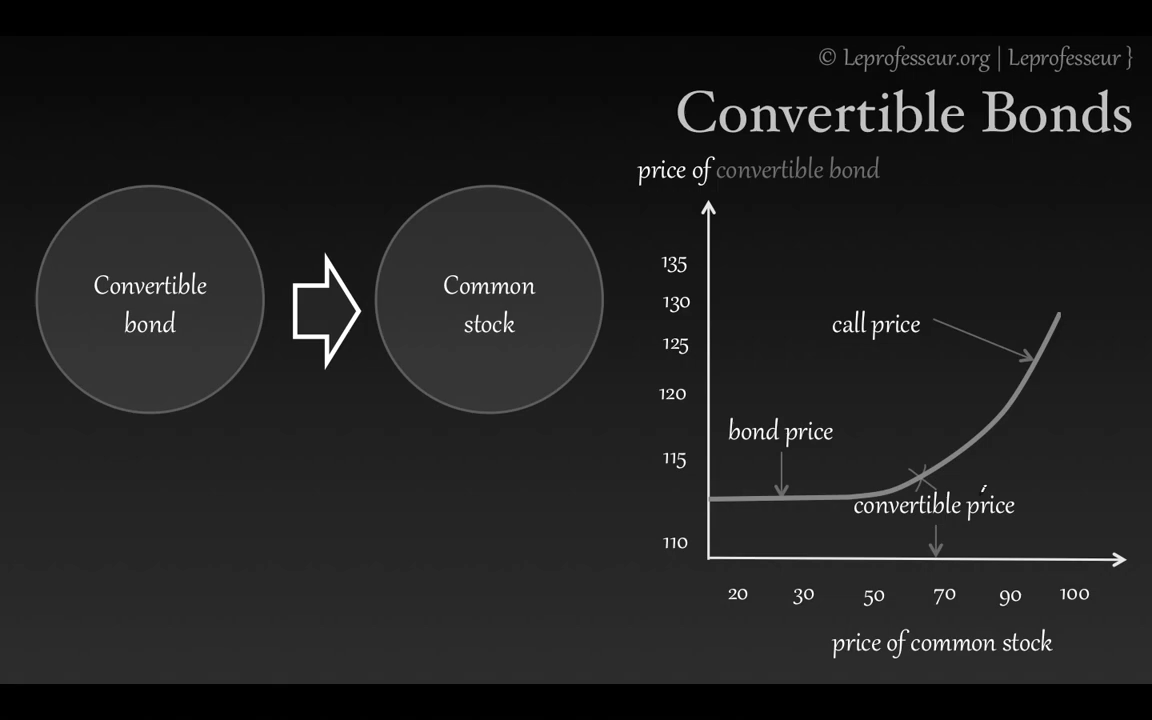 © Leprofesseur.org | Leprofesseur }
Convertible Bonds
Convertible
bond
Common
stock
price of convertible bond
135
130
125
120
115
110
call price
bond price
convertible price
20 30 50 70 90 100
price of common stock